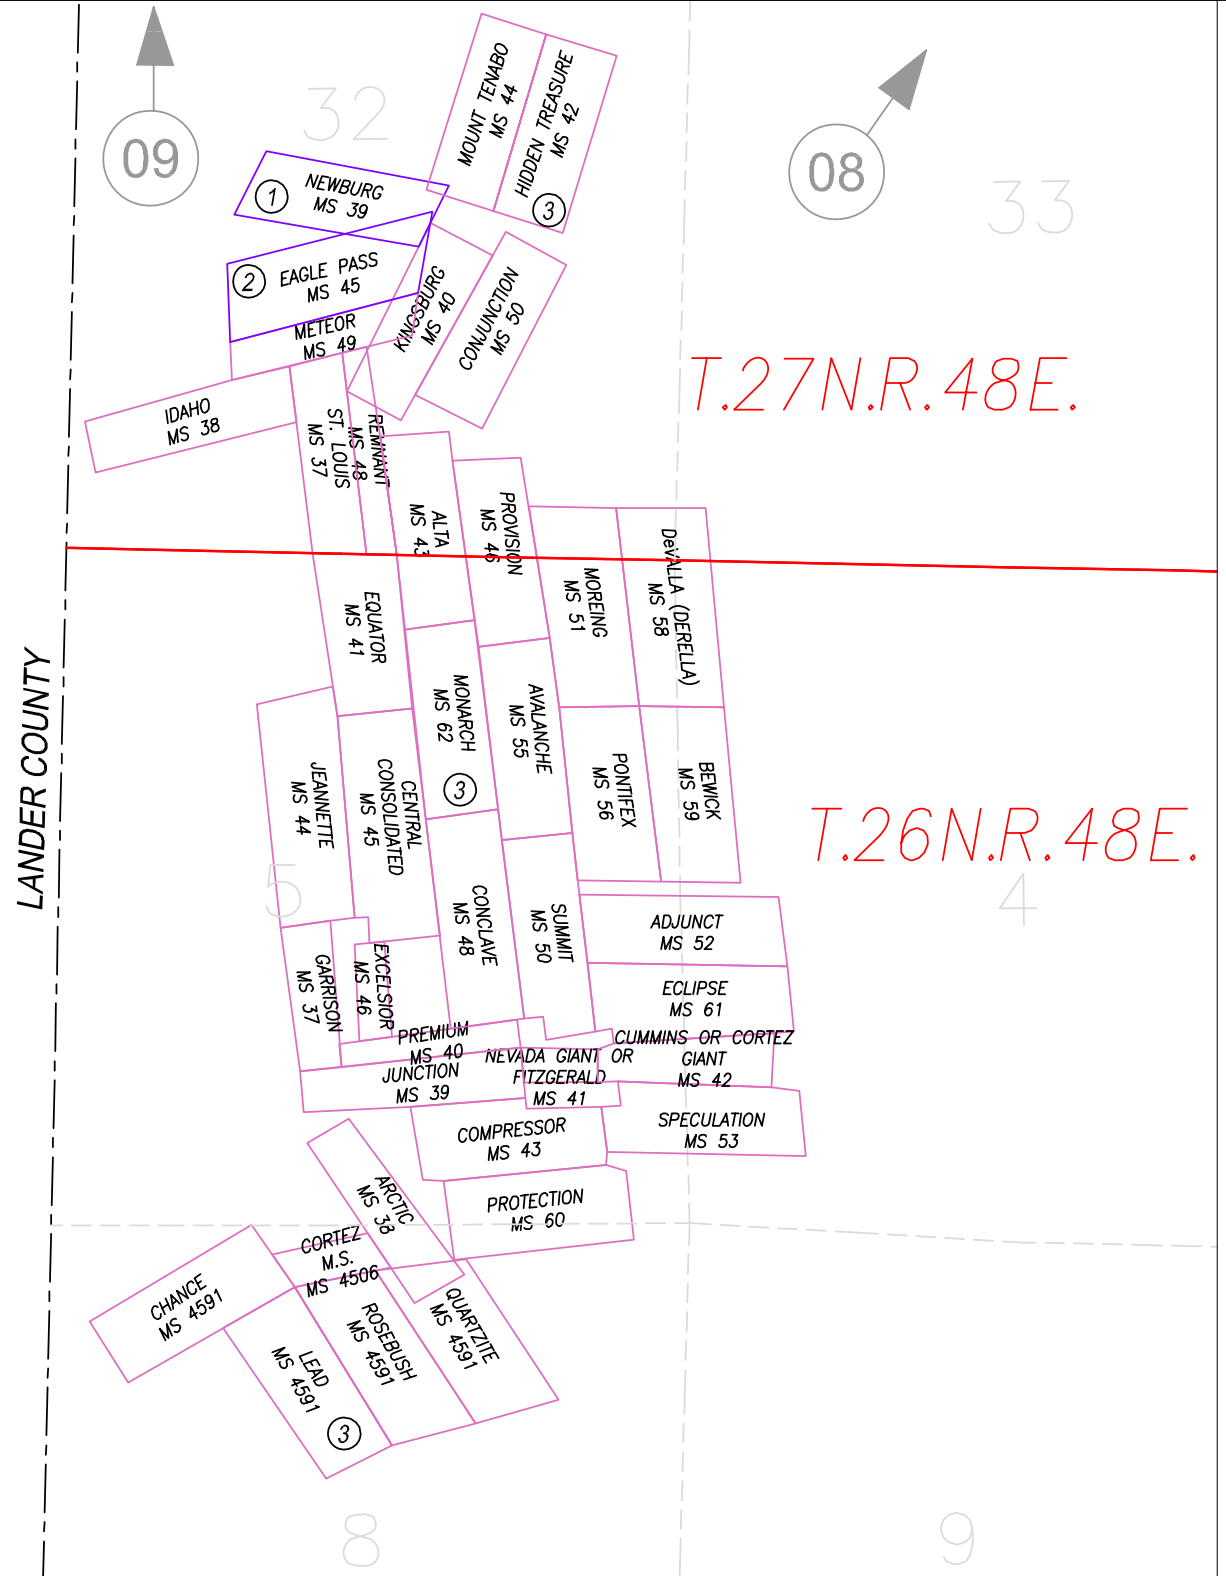 09
32
08
33
MOUNT TENABO
MS 44
HIDDEN TREASURE
MS 42
3
1
NEWBURG
MS 39
2
EAGLE PASS
MS 45
METEOR
MS 49
KINGSBURG
MS 40
CONJUNCTION
MS 50
T.27N.R.48E.
IDAHO
MS 38
REMNANT
MS 48
ST. LOUIS
MS 37
ALTA
MS 43
PROVISION
MS 46
MOREING
MS 51
DeVALLA (DERELLA)
MS 58
EQUATOR
MS 41
LANDER COUNTY
MONARCH
MS 62
3
AVALANCHE
MS 55
PONTIFEX
MS 56
BEWICK
MS 59
JEANNETTE
MS 44
CENTRAL
CONSOLIDATED
MS 45
T.26N.R.48E.
5
4
CONCLAVE
MS 48
SUMMIT
MS 50
ADJUNCT
MS 52
GARRISON
MS 37
EXCELSIOR
MS 46
ECLIPSE
MS 61
PREMIUM
MS 40
CUMMINS OR CORTEZ
GIANT
MS 42
NEVADA GIANT OR
FITZGERALD
MS 41
JUNCTION
MS 39
COMPRESSOR
MS 43
SPECULATION
MS 53
ARCTIC
MS 38
PROTECTION
MS 60
CORTEZ
M.S.
MS 4506
CHANCE
MS 4591
LEAD
MS 4591
3
ROSEBUSH
MS 4591
QUARTZITE
MS 4591
8
9